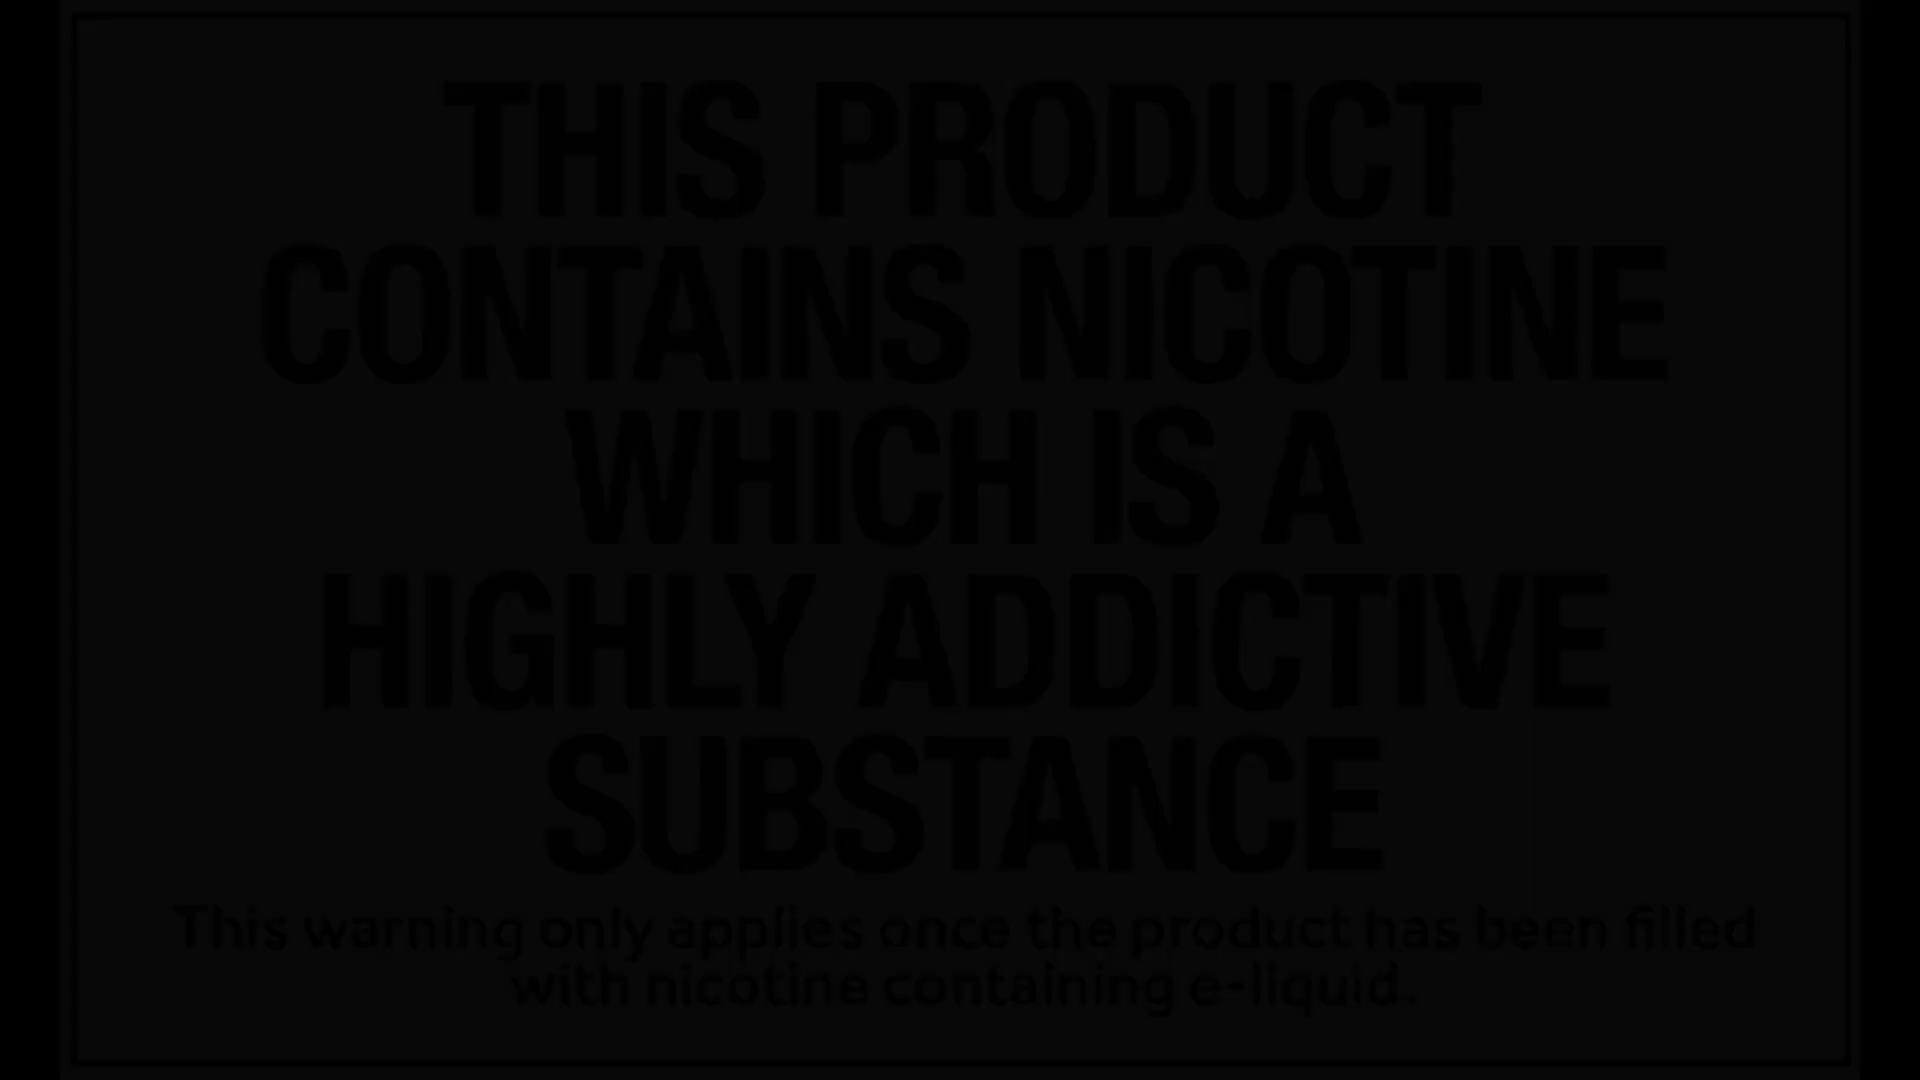 THIS PRODUCT
CONTAINS NICOTINE
WHICH IS A
HIGHLY ADDICTIVE
SUBSTANCE
This warning only applies once the product has been filled
with nicotine containing e-liquid.